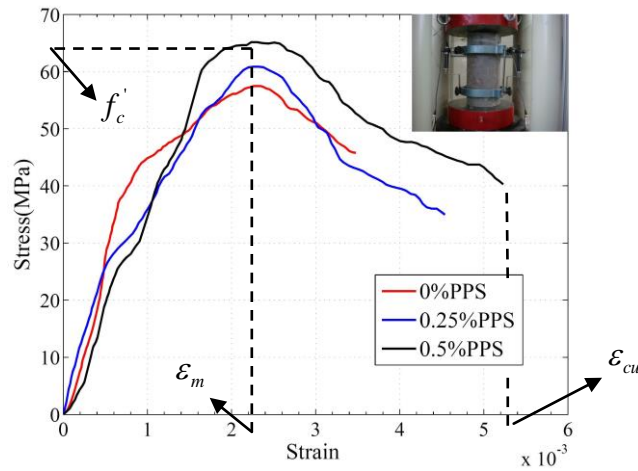 70
60
50
40
30
20
10
0
Stress(MPa)
f_c'
ε_m
ε_cu
0%PPS
0.25%PPS
0.5%PPS
0 1 2 3 4 5 6
Strain
x 10⁻³